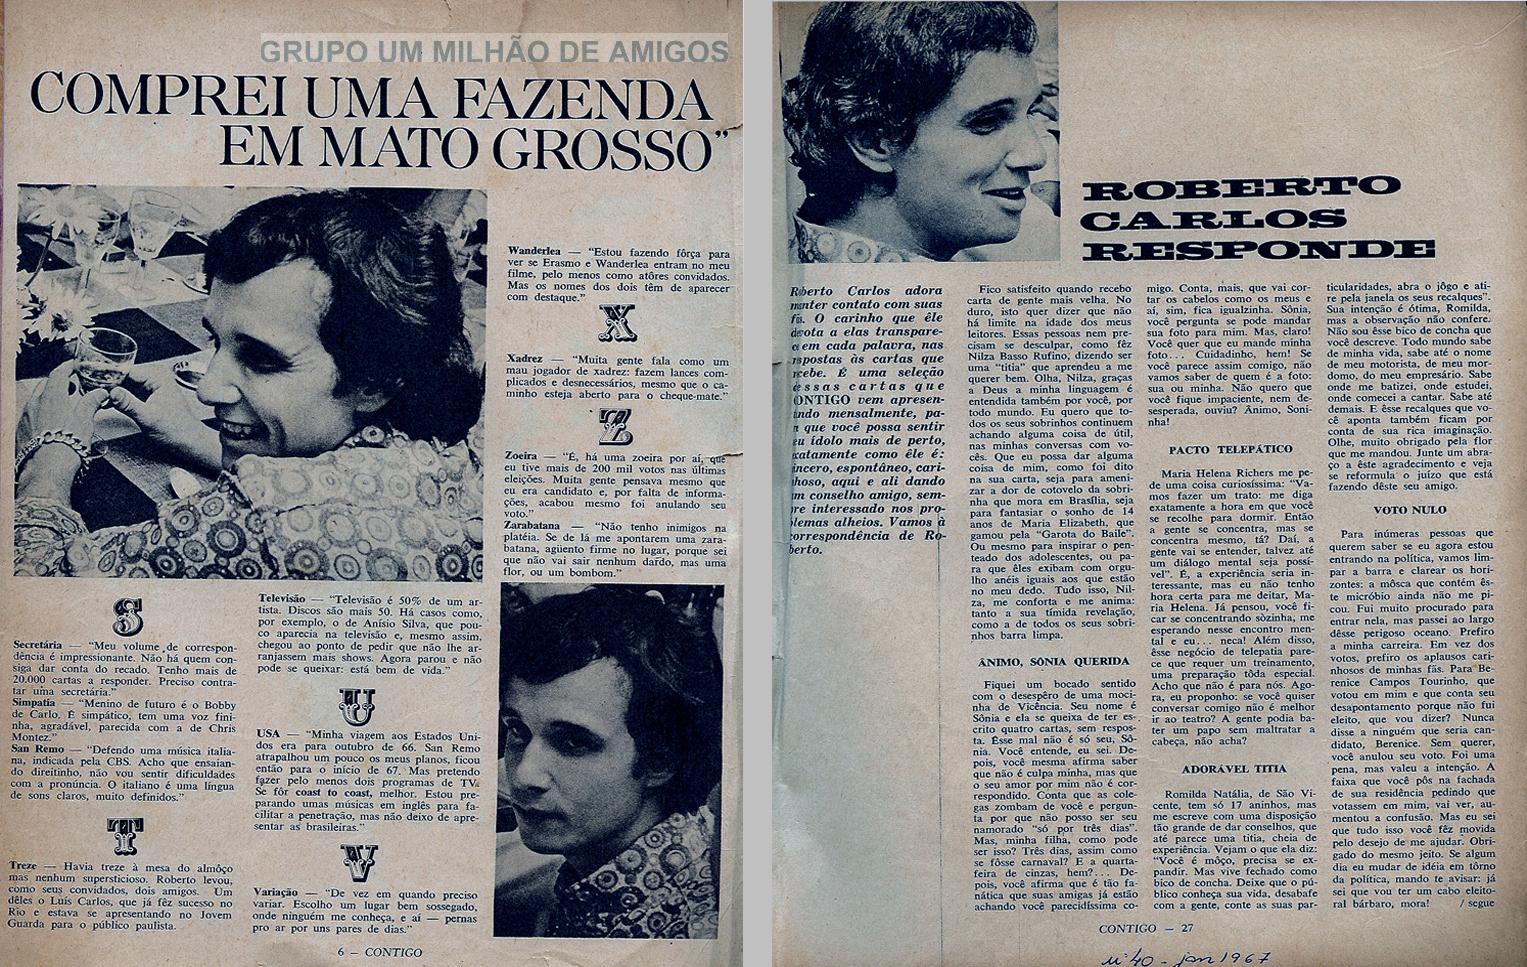 GRUPO UM MILHÃO DE AMIGOS
COMPREI UMA FAZENDA
EM MATO GROSSO”
Wanderlea — “Estou fazendo fôrça para
ver se Erasmo e Wanderlea entram no meu
filme, pelo menos como atôres convidados.
Mas os nomes dos dois têm de aparecer
com destaque.”
X
Xadrez — “Muita gente fala como um
mau jogador de xadrez: fazem lances com-
plicados e desnecessários, mesmo que o ca-
minho esteja aberto para o cheque-mate.”
Z
Zoeira — “É, há uma zoeira por aí, que
eu tive mais de 200 mil votos nas últimas
eleições. Muita gente pensava mesmo que
eu era candidato e, por falta de informa-
ções, acabou mesmo foi anulando seu
voto.”
Zarabatana — “Não tenho inimigos na
platéia. Se de lá me apontarem uma zara-
batana, agüento firme no lugar, porque sei
que não vai sair nenhum dardo, mas uma
flor, ou um bombom.”
S
Secretária — “Meu volume de correspon-
dência é impressionante. Não há quem con-
siga dar conta do recado. Tenho mais de
20.000 cartas a responder. Preciso contra-
tar uma secretária.”
Simpatia — “Menino de futuro é o Bobby
de Carlo. É simpático, tem uma voz fini-
nha, agradável, parecida com a de Chris
Montez.”
San Remo — “Defendo uma música italia-
na, indicada pela CBS. Acho que ensaian-
do direitinho, não vou sentir dificuldades
com a pronúncia. O italiano é uma língua
de sons claros, muito definidos.”
T
Treze — Havia treze à mesa do almôço
mas nenhum supersticioso. Roberto levou,
como seus convidados, dois amigos. Um
dêles o Luís Carlos, que já fêz sucesso no
Rio e estava se apresentando no Jovem
Guarda para o público paulista.
Televisão — “Televisão é 50% de um ar-
tista. Discos são mais 50. Há casos como,
por exemplo, o de Anísio Silva, que pou-
co aparecia na televisão e, mesmo assim,
chegou ao ponto de pedir que não lhe ar-
ranjassem mais shows. Agora parou e não
pode se queixar: está bem de vida.”
U
USA — “Minha viagem aos Estados Uni-
dos era para outubro de 66. San Remo
atrapalhou um pouco os meus planos, ficou
então para o início de 67. Mas pretendo
fazer pelo menos dois programas de TV.
Se fôr coast to coast, melhor. Estou pre-
parando umas músicas em inglês para fa-
cilitar a penetração, mas não deixo de apre-
sentar as brasileiras.”
V
Variação — “De vez em quando preciso
variar. Escolho um lugar bem sossegado,
onde ninguém me conheça, e aí — pernas
pro ar por uns pares de dias.”
6 — CONTIGO
ROBERTO
CARLOS
RESPONDE
Roberto Carlos adora
manter contato com suas
fãs. O carinho que êle
devota a elas transpare-
em cada palavra, nas
spostas às cartas que
cebe. É uma seleção
essas cartas que
ONTIGO vem apresen-
ando mensalmente, pa-
a que você possa sentir
u ídolo mais de perto,
xatamente como êle é:
incero, espontâneo, cari-
hoso, aqui e ali dando
m conselho amigo, sem-
re interessado nos pro-
lemas alheios. Vamos à
orrespondência de Ro-
berto.
Fico satisfeito quando recebo
carta de gente mais velha. No
duro, isto quer dizer que não
há limite na idade dos meus
leitores. Essas pessoas nem pre-
cisam se desculpar, como fêz
Nilza Basso Rufino, dizendo ser
uma “titia” que aprendeu a me
querer bem. Olha, Nilza, graças
a Deus a minha linguagem é
entendida também por você, por
todo mundo. Eu quero que to-
dos os seus sobrinhos continuem
achando alguma coisa de útil,
nas minhas conversas com vo-
cês. Que eu possa dar alguma
coisa de mim, como foi dito
na sua carta, seja para ameni-
zar a dor de cotovelo da sobri-
nha que mora em Brasília, seja
para fantasiar o sonho de 14
anos de Maria Elizabeth, que
gamou pela “Garota do Baile”.
Ou mesmo para inspirar o pen-
teado dos adolescentes, ou pa-
ra que êles exibam com orgu-
lho anéis iguais aos que estão
no meu dedo. Tudo isso, Nil-
za, me conforta e me anima:
tanto a sua tímida revelação,
como a de todos os seus sobri-
nhos barra limpa.
ÂNIMO, SÔNIA QUERIDA
Fiquei um bocado sentido
com o desespêro de uma moci-
nha de Vicência. Seu nome é
Sônia e ela se queixa de ter es-
crito quatro cartas, sem respos-
ta. Êsse mal não é só seu, Sô-
nia. Você entende, eu sei. De-
pois, você mesma afirma saber
que não é culpa minha, mas que
o seu amor por mim não é cor-
respondido. Conta que as cole-
gas zombam de você e pergun-
ta por que não posso ser seu
namorado “só por três dias”.
Mas, minha filha, como pode
ser isso? Três dias, assim como
se fôsse carnaval? E a quarta-
feira de cinzas, hem?... De-
pois, você afirma que é tão fa-
nática que suas amigas já estão
achando você parecidíssima co-
migo. Conta, mais, que vai cor-
tar os cabelos como os meus e
aí, sim, fica igualzinha. Sônia,
você pergunta se pode mandar
sua foto para mim. Mas, claro!
Você quer que eu mande minha
foto... Cuidadinho, hem! Se
você parece assim comigo, não
vamos saber de quem é a foto:
sua ou minha. Não quero que
você fique impaciente, nem de-
sesperada, ouviu? Ânimo, Soni-
nha!
PACTO TELEPÁTICO
Maria Helena Richers me pe-
de uma coisa curiosíssima: “Va-
mos fazer um trato: me diga
exatamente a hora em que você
se recolhe para dormir. Então
a gente se concentra, mas se
concentra mesmo, tá? Daí, a
gente vai se entender, talvez até
um diálogo mental seja possí-
vel”. É, a experiência seria in-
teressante, mas eu não tenho
hora certa para me deitar, Ma-
ria Helena. Já pensou, você fi-
car se concentrando sòzinha, me
esperando nesse encontro men-
tal e eu... neca! Além disso,
êsse negócio de telepatia pare-
ce que requer um treinamento,
uma preparação tôda especial.
Acho que não é para nós. Ago-
ra, eu proponho: se você quiser
conversar comigo não é melhor
ir ao teatro? A gente podia ba-
ter um papo sem maltratar a
cabeça, não acha?
ADORÁVEL TITIA
Romilda Natália, de São Vi-
cente, tem só 17 aninhos, mas
me escreve com uma disposição
tão grande de dar conselhos, que
até parece uma titia, cheia de
experiência. Vejam o que ela diz:
“Você é môço, precisa se ex-
pandir. Mas vive fechado como
bico de concha. Deixe que o pú-
blico conheça sua vida, desabafe
com a gente, conte as suas par-
ticularidades, abra o jôgo e ati-
re pela janela os seus recalques”.
Sua intenção é ótima, Romilda,
mas a observação não confere.
Não sou êsse bico de concha que
você descreve. Todo mundo sabe
de minha vida, sabe até o nome
de meu motorista, de meu mor-
domo, do meu empresário. Sabe
onde me batizei, onde estudei,
onde comecei a cantar. Sabe até
demais. E êsse recalques que vo-
cê aponta também ficam por
conta de sua rica imaginação.
Olhe, muito obrigado pela flor
que me mandou. Junte um abra-
ço a êste agradecimento e veja
se reformula o juízo que está
fazendo dêste seu amigo.
VOTO NULO
Para inúmeras pessoas que
querem saber se eu agora estou
entrando na política, vamos lim-
par a barra e clarear os hori-
zontes: a môsca que contém ês-
te micróbio ainda não me pi-
cou. Fui muito procurado para
entrar nela, mas passei ao largo
dêsse perigoso oceano. Prefiro
a minha carreira. Em vez dos
votos, prefiro os aplausos cari-
nhosos de minhas fãs. Para Be-
renice Campos Tourinho, que
votou em mim e que conta seu
desapontamento porque não fui
eleito, que vou dizer? Nunca
disse a ninguém que seria can-
didato, Berenice. Sem querer,
você anulou seu voto. Foi uma
pena, mas valeu a intenção. A
faixa que você pôs na fachada
de sua residência pedindo que
votassem em mim, vai ver, au-
mentou a confusão. Mas eu sei
que tudo isso você fêz movida
pelo desejo de me ajudar. Obri-
gado do mesmo jeito. Se algum
dia eu mudar de idéia em tôrno
da política, mando te avisar: já
sei que vou ter um cabo eleito-
ral bárbaro, mora! / segue
CONTIGO — 27
nº 40 - jan 1967